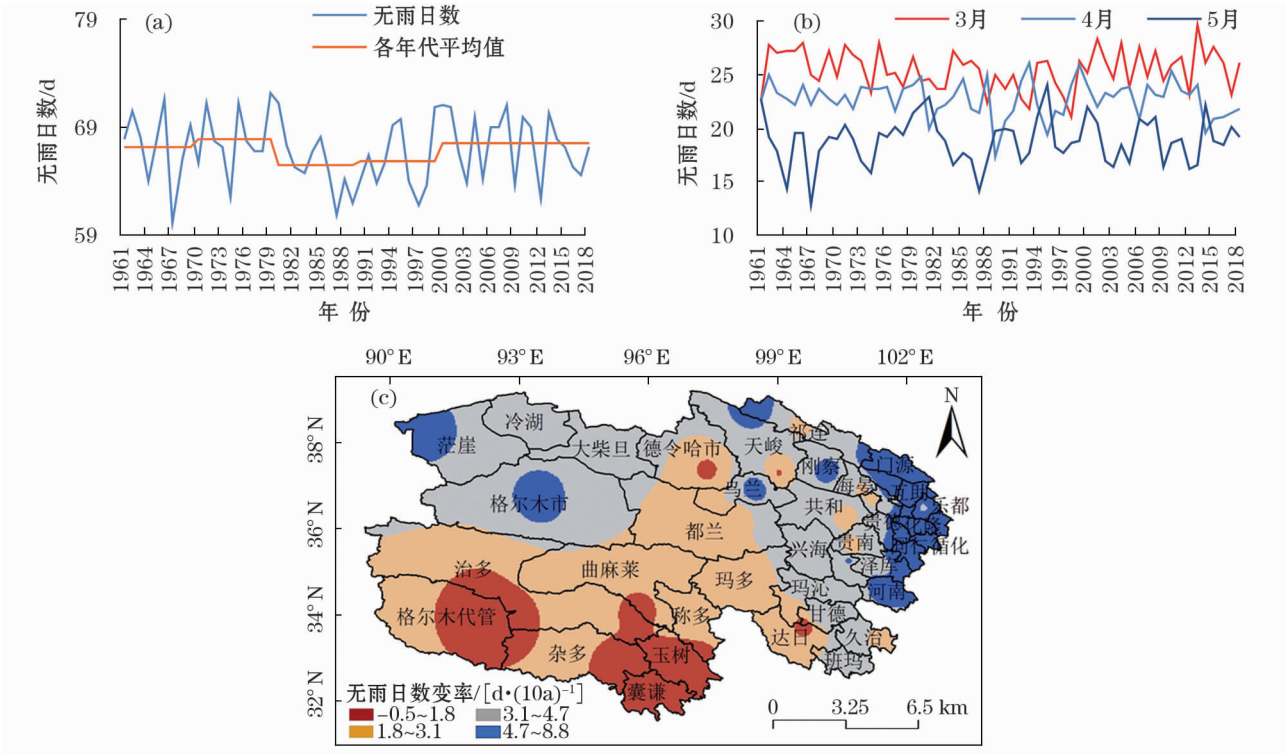 (a)
无雨日数
各年代平均值
79
69
59
无雨日数/d
1961 1964 1967 1970 1973 1976 1979 1982 1985 1988 1991 1994 1997 2000 2003 2006 2009 2012 2015 2018
年 份
(b)
3月 4月 5月
30
25
20
15
10
无雨日数/d
1961 1964 1967 1970 1973 1976 1979 1982 1985 1988 1991 1994 1997 2000 2003 2006 2009 2012 2015 2018
年 份
90°E 93°E 96°E 99°E 102°E
(c)
N
38°N
36°N
34°N
32°N
冷湖
茫崖
大柴旦
德令哈市
天峻
祁连
刚察
门源
海晏
互助
乌兰
格尔木市
共和
乐都
贵德
化隆
都兰
兴海
贵南
同仁
循化
泽库
治多
曲麻莱
玛多
玛沁
河南
格尔木代管
称多
甘德
达日
久治
杂多
玉树
班玛
囊谦
无雨日数变率/[d·(10a)⁻¹]
-0.5~1.8 3.1~4.7
1.8~3.1 4.7~8.8
0 3.25 6.5 km